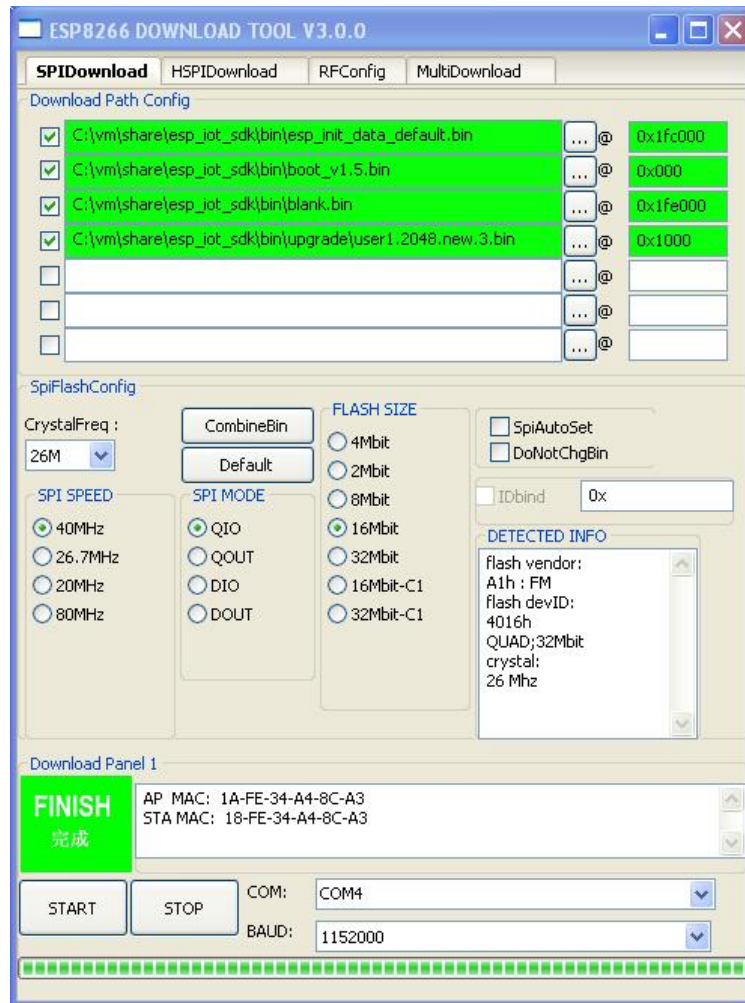 ESP8266 DOWNLOAD TOOL V3.0.0
SPIDownload HSPIDownload RFConfig MultiDownload
Download Path Config
C:\vm\share\esp_iot_sdk\bin\esp_init_data_default.bin ... @ 0x1fc000
C:\vm\share\esp_iot_sdk\bin\boot_v1.5.bin ... @ 0x000
C:\vm\share\esp_iot_sdk\bin\blank.bin ... @ 0x1fe000
C:\vm\share\esp_iot_sdk\bin\upgrade\user1.2048.new.3.bin ... @ 0x1000
... @
... @
... @
SpiFlashConfig
CrystalFreq :
26M
CombineBin
Default
SPI SPEED
40MHz
26.7MHz
20MHz
80MHz
SPI MODE
QIO
QOUT
DIO
DOUT
FLASH SIZE
4Mbit
2Mbit
8Mbit
16Mbit
32Mbit
16Mbit-C1
32Mbit-C1
SpiAutoSet
DoNotChgBin
IDbind 0x
DETECTED INFO
flash vendor:
A1h : FM
flash devID:
4016h
QUAD;32Mbit
crystal:
26 Mhz
Download Panel 1
FINISH
完成
AP MAC: 1A-FE-34-A4-8C-A3
STA MAC: 18-FE-34-A4-8C-A3
START
STOP
COM: COM4
BAUD: 1152000